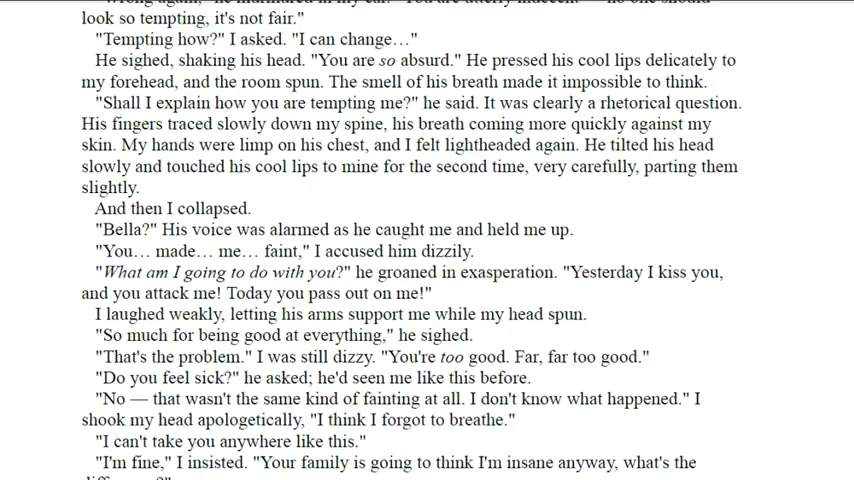 look so tempting, it's not fair."
"Tempting how?" I asked. "I can change…"
He sighed, shaking his head. "You are so absurd." He pressed his cool lips delicately to
my forehead, and the room spun. The smell of his breath made it impossible to think.
"Shall I explain how you are tempting me?" he said. It was clearly a rhetorical question.
His fingers traced slowly down my spine, his breath coming more quickly against my
skin. My hands were limp on his chest, and I felt lightheaded again. He tilted his head
slowly and touched his cool lips to mine for the second time, very carefully, parting them
slightly.
And then I collapsed.
"Bella?" His voice was alarmed as he caught me and held me up.
"You… made… me… faint," I accused him dizzily.
"What am I going to do with you?" he groaned in exasperation. "Yesterday I kiss you,
and you attack me! Today you pass out on me!"
I laughed weakly, letting his arms support me while my head spun.
"So much for being good at everything," he sighed.
"That's the problem." I was still dizzy. "You're too good. Far, far too good."
"Do you feel sick?" he asked; he'd seen me like this before.
"No — that wasn't the same kind of fainting at all. I don't know what happened." I
shook my head apologetically, "I think I forgot to breathe."
"I can't take you anywhere like this."
"I'm fine," I insisted. "Your family is going to think I'm insane anyway, what's the